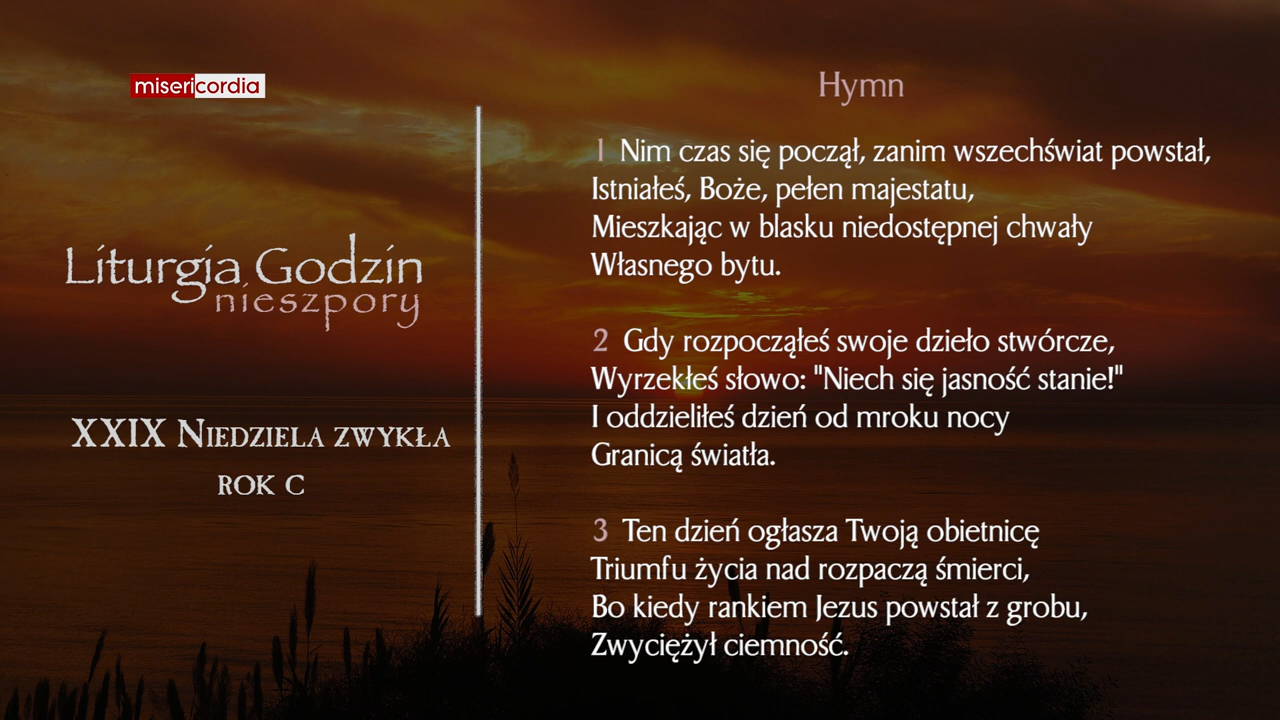 misericordia
Liturgia Godzin
nieszpory
XXIX Niedziela zwykła
rok C
Hymn
1 Nim czas się począł, zanim wszechświat powstał,
Istniałeś, Boże, pełen majestatu,
Mieszkając w blasku niedostępnej chwały
Własnego bytu.
2 Gdy rozpocząłeś swoje dzieło stwórcze,
Wyrzekłeś słowo: "Niech się jasność stanie!"
I oddzieliłeś dzień od mroku nocy
Granicą światła.
3 Ten dzień ogłasza Twoją obietnicę
Triumfu życia nad rozpaczą śmierci,
Bo kiedy rankiem Jezus powstał z grobu,
Zwyciężył ciemność.